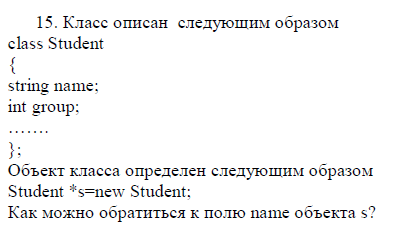 15. Класс описан следующим образом
class Student
{
string name;
int group;
.......
};
Объект класса определен следующим образом
Student *s=new Student;
Как можно обратиться к полю name объекта s?